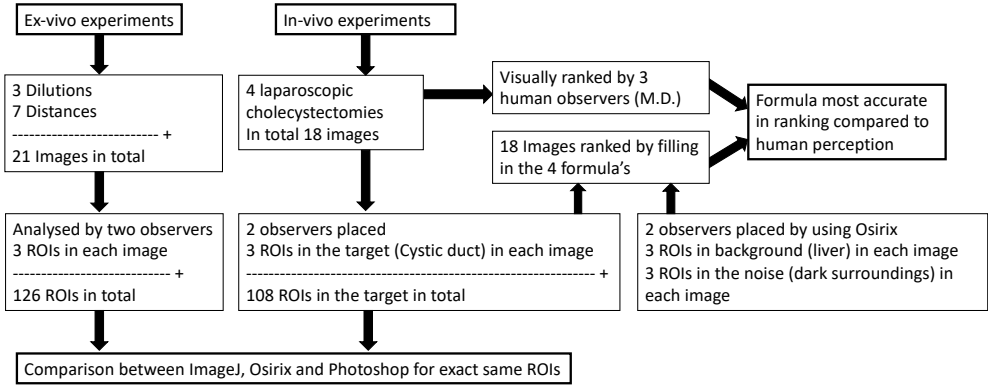 Ex-vivo experiments
In-vivo experiments
3 Dilutions
7 Distances
--------------------------- +
21 Images in total
4 laparoscopic
cholecystectomies
In total 18 images
Visually ranked by 3
human observers (M.D.)
18 Images ranked by filling
in the 4 formula’s
Formula most accurate
in ranking compared to
human perception
Analysed by two observers
3 ROIs in each image
----------------------------- +
126 ROIs in total
2 observers placed
3 ROIs in the target (Cystic duct) in each image
---------------------------------------------------------------- +
108 ROIs in the target in total
2 observers placed by using Osirix
3 ROIs in background (liver) in each image
3 ROIs in the noise (dark surroundings) in
each image
Comparison between ImageJ, Osirix and Photoshop for exact same ROIs